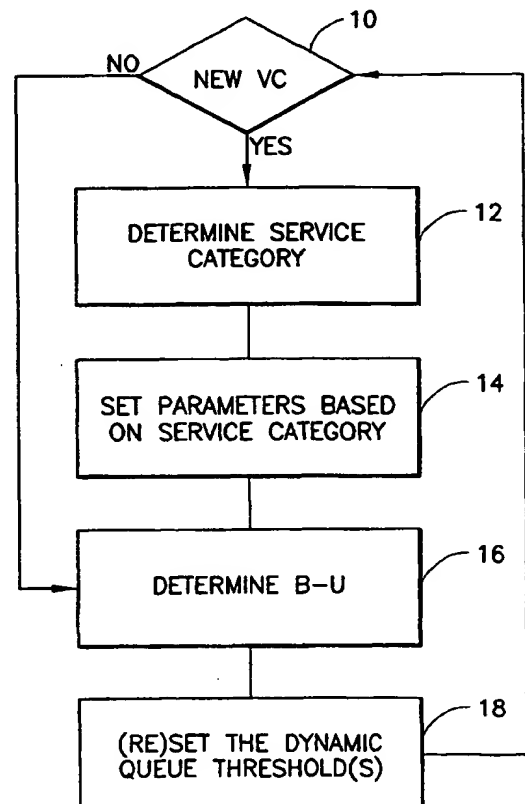 10
NO
NEW VC
YES
12
DETERMINE SERVICE
CATEGORY
14
SET PARAMETERS BASED
ON SERVICE CATEGORY
16
DETERMINE B-U
18
(RE)SET THE DYNAMIC
QUEUE THRESHOLD(S)